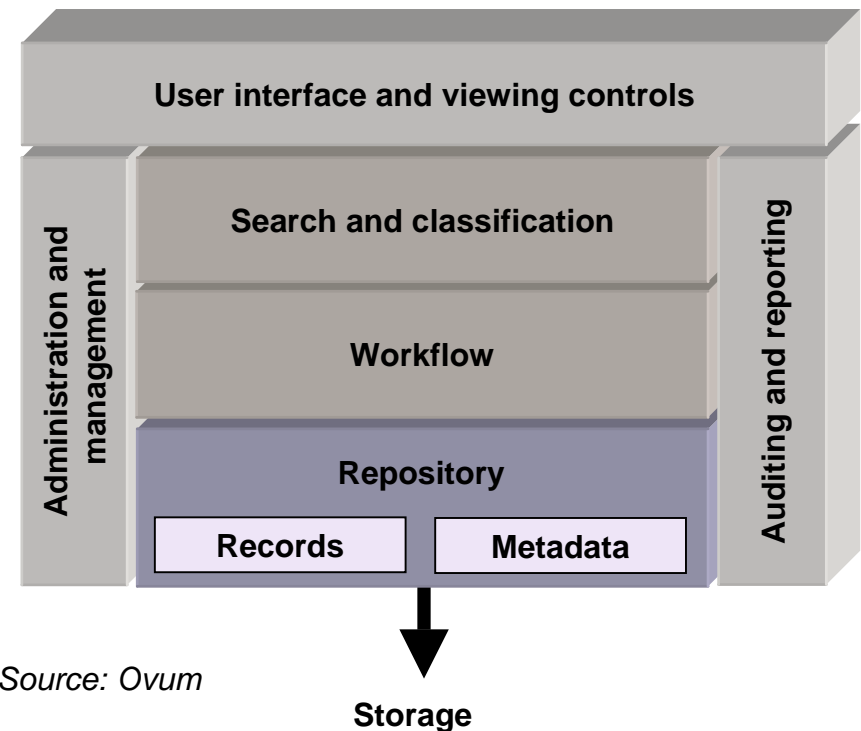 User interface and viewing controls
Administration and
management
Search and classification
Workflow
Repository
Records
Metadata
Auditing and reporting
Source: Ovum
Storage